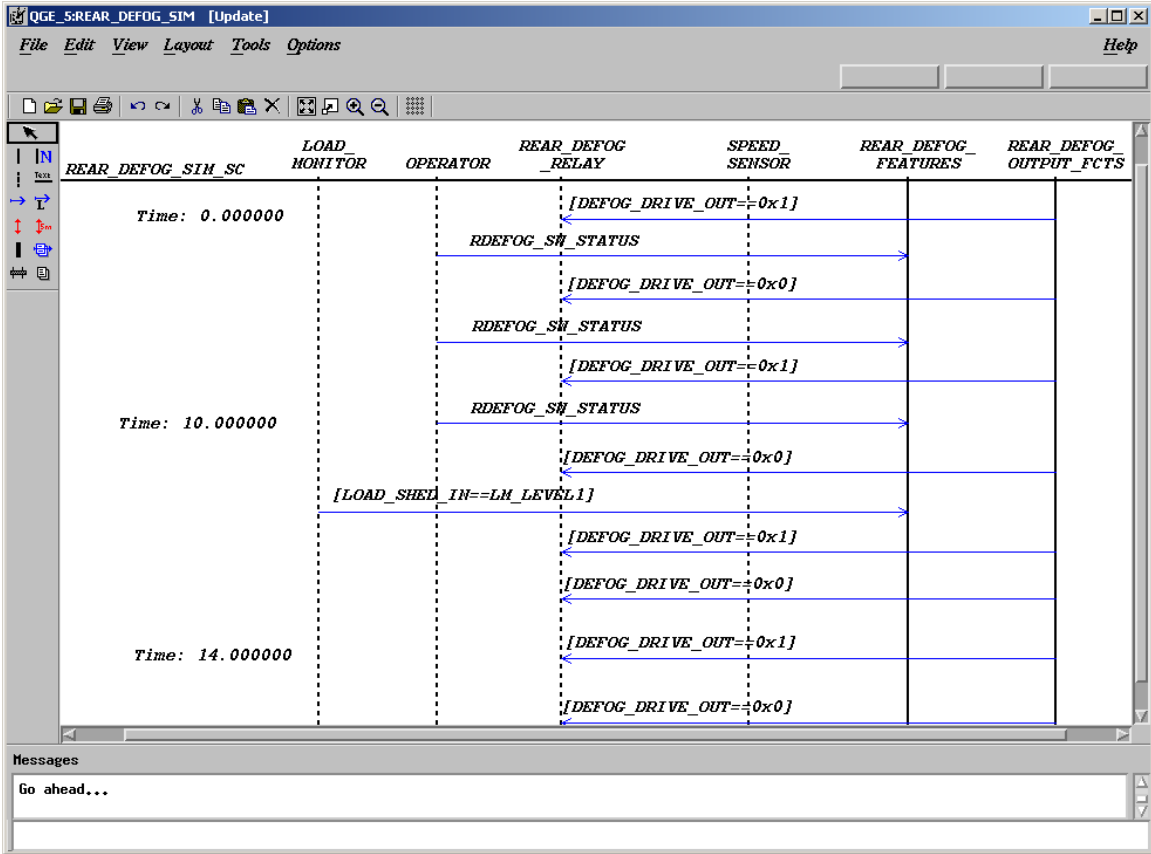 QGE_5:REAR_DEFOG_SIM [Update]
File Edit View Layout Tools Options Help
N
Text
L
Sm
REAR_DEFOG_SIM_SC
LOAD_
MONITOR
OPERATOR
REAR_DEFOG
_RELAY
SPEED_
SENSOR
REAR_DEFOG_
FEATURES
REAR_DEFOG_
OUTPUT_FCTS
Time: 0.000000
[DEFOG_DRIVE_OUT==0x1]
RDEFOG_SW_STATUS
[DEFOG_DRIVE_OUT==0x0]
RDEFOG_SW_STATUS
[DEFOG_DRIVE_OUT==0x1]
RDEFOG_SW_STATUS
Time: 10.000000
[DEFOG_DRIVE_OUT==0x0]
[LOAD_SHED_IN==LM_LEVEL1]
[DEFOG_DRIVE_OUT==0x1]
[DEFOG_DRIVE_OUT==0x0]
[DEFOG_DRIVE_OUT==0x1]
Time: 14.000000
[DEFOG_DRIVE_OUT==0x0]
Messages
Go ahead...